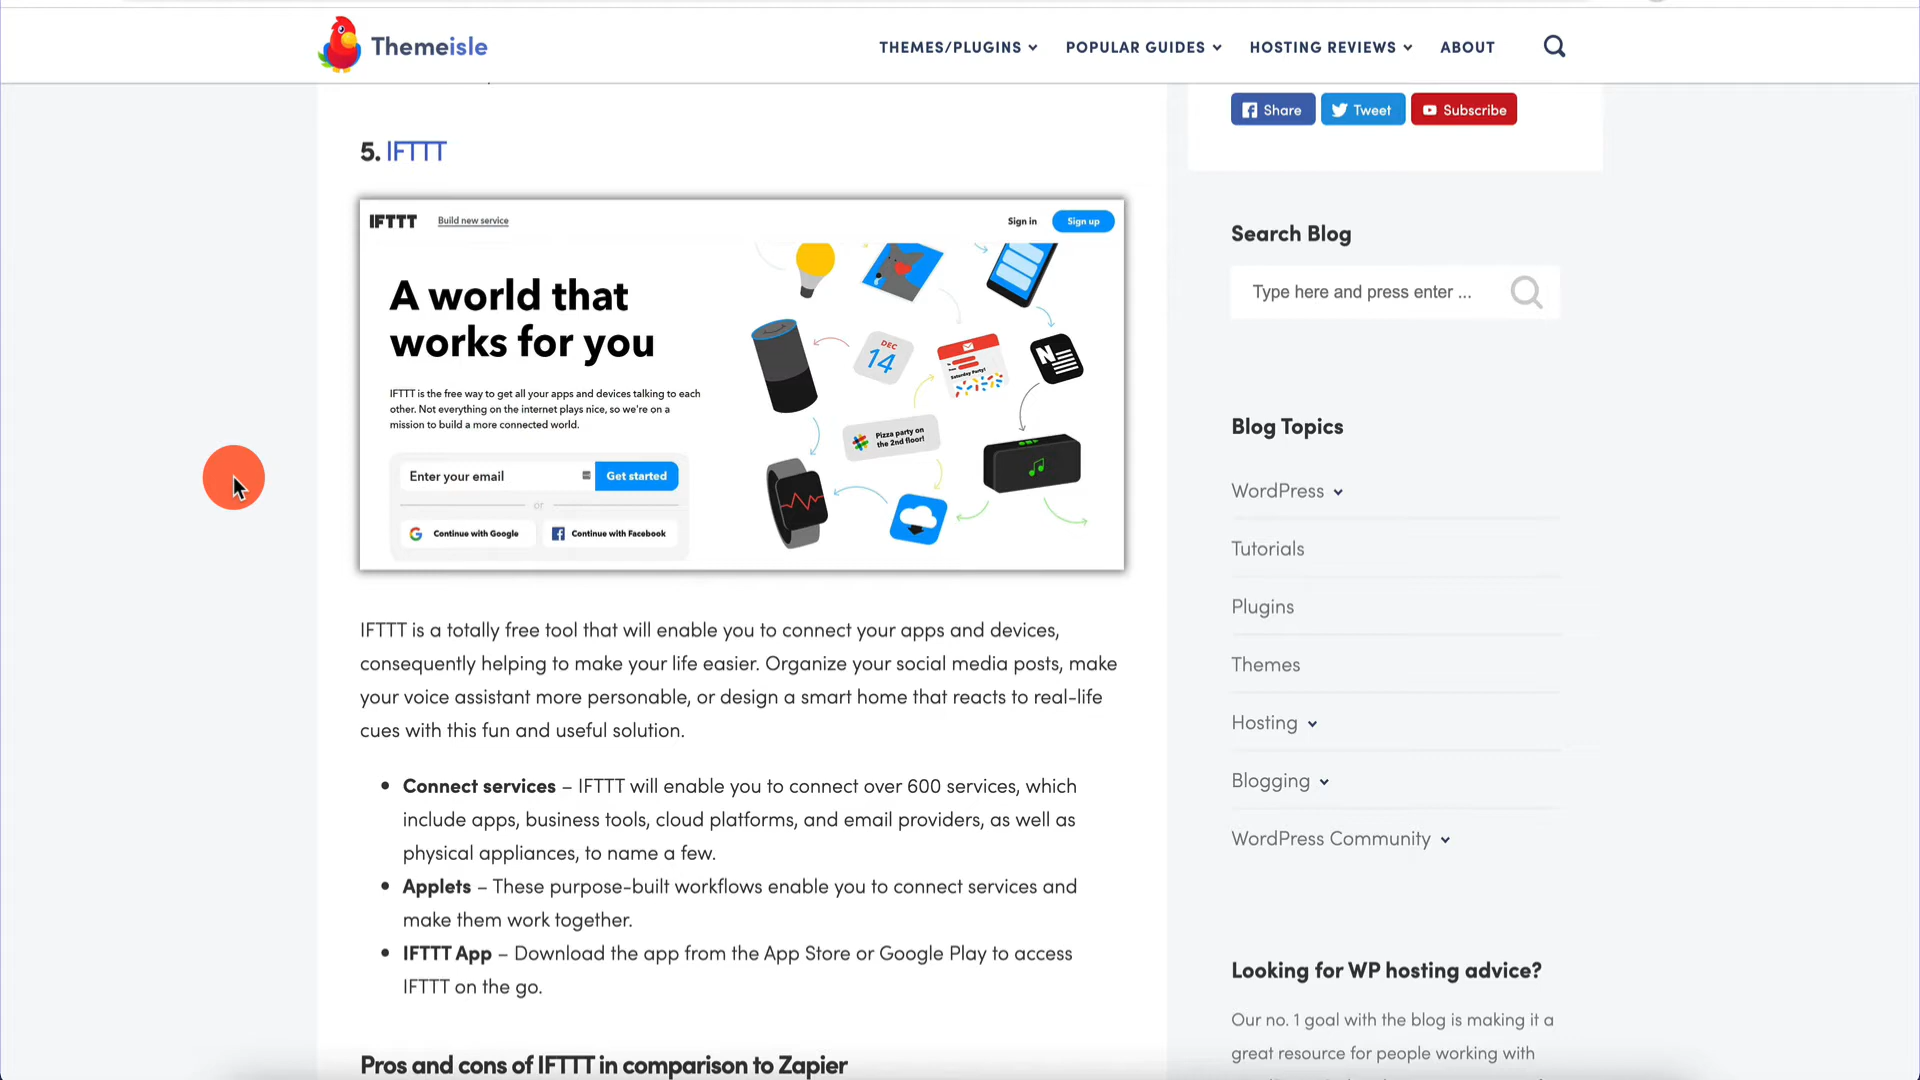 Themeisle
THEMES/PLUGINS
POPULAR GUIDES
HOSTING REVIEWS
ABOUT
Share
Tweet
Subscribe
5. IFTTT
IFTTT
Build new service
Sign in
Sign up
A world that
works for you
IFTTT is the free way to get all your apps and devices talking to each
other. Not everything on the internet plays nice, so we're on a
mission to build a more connected world.
Enter your email
Get started
or
Continue with Google
Continue with Facebook
DEC
14
Saturday Party!
N
Pizza party on
the 2nd floor!
IFTTT is a totally free tool that will enable you to connect your apps and devices,
consequently helping to make your life easier. Organize your social media posts, make
your voice assistant more personable, or design a smart home that reacts to real-life
cues with this fun and useful solution.
• Connect services – IFTTT will enable you to connect over 600 services, which
include apps, business tools, cloud platforms, and email providers, as well as
physical appliances, to name a few.
• Applets – These purpose-built workflows enable you to connect services and
make them work together.
• IFTTT App – Download the app from the App Store or Google Play to access
IFTTT on the go.
Pros and cons of IFTTT in comparison to Zapier
Search Blog
Type here and press enter ...
Blog Topics
WordPress
Tutorials
Plugins
Themes
Hosting
Blogging
WordPress Community
Looking for WP hosting advice?
Our no. 1 goal with the blog is making it a
great resource for people working with